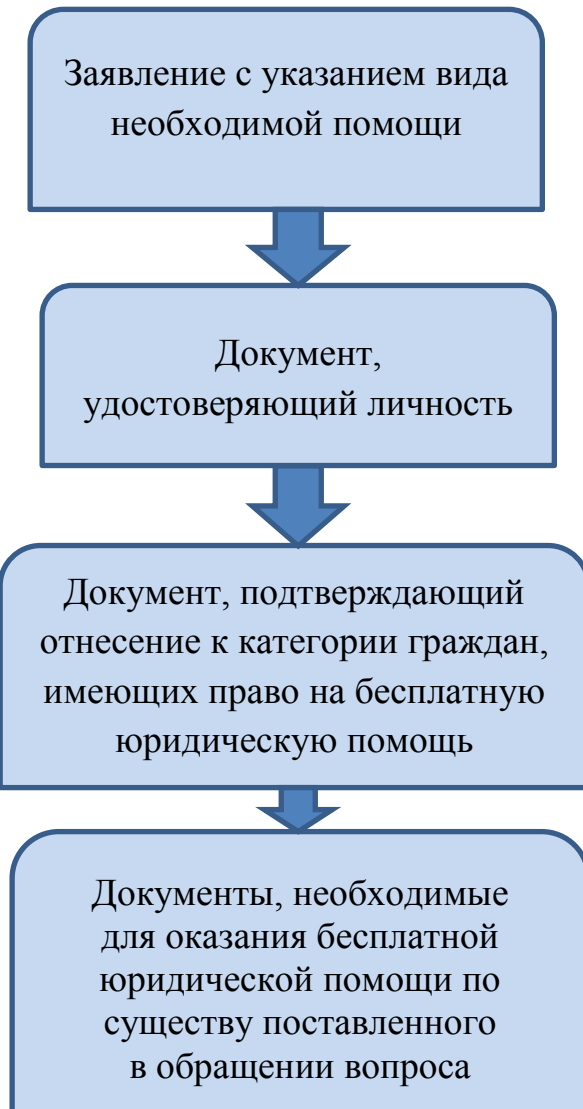 Заявление с указанием вида
необходимой помощи
Документ,
удостоверяющий личность
Документ, подтверждающий
отнесение к категории граждан,
имеющих право на бесплатную
юридическую помощь
Документы, необходимые
для оказания бесплатной
юридической помощи по
существу поставленного
в обращении вопроса